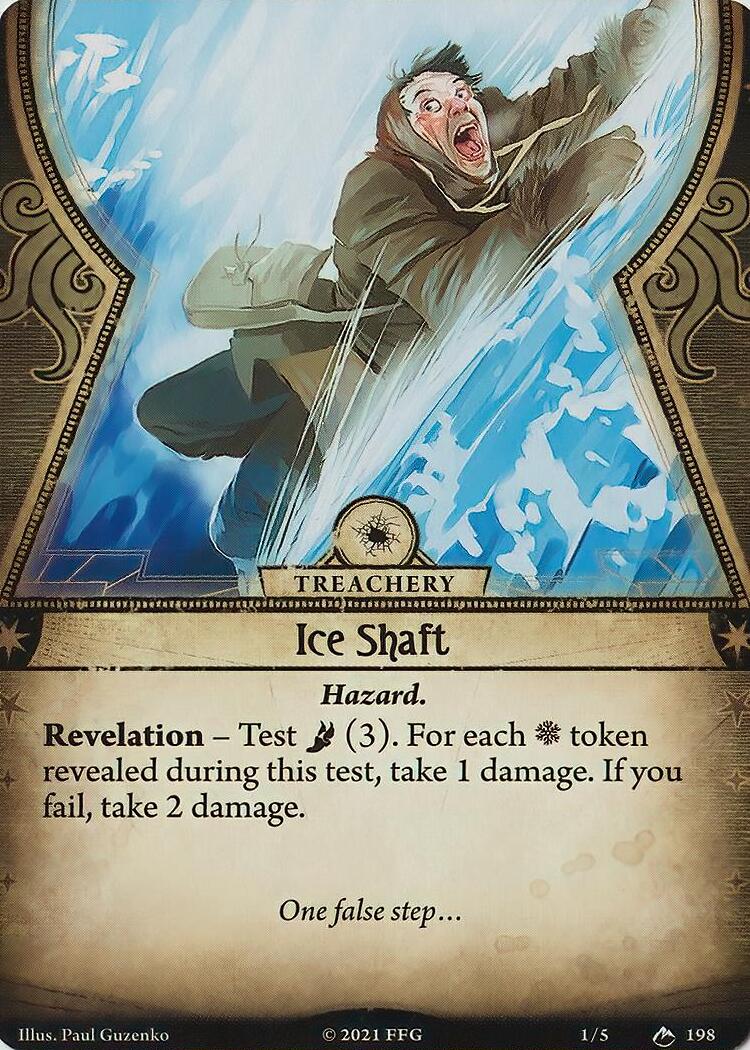 TREACHERY
Ice Shaft
Hazard.
Revelation – Test (3). For each token
revealed during this test, take 1 damage. If you
fail, take 2 damage.
One false step…
Illus. Paul Guzenko © 2021 FFG 1/5 198